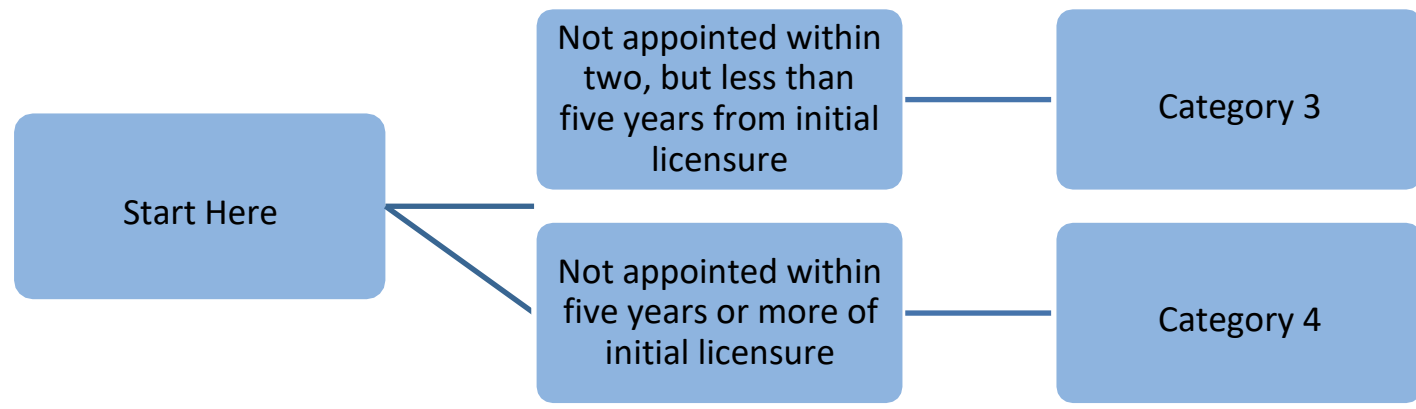 Start Here
Not appointed within
two, but less than
five years from initial
licensure
Category 3
Not appointed within
five years or more of
initial licensure
Category 4